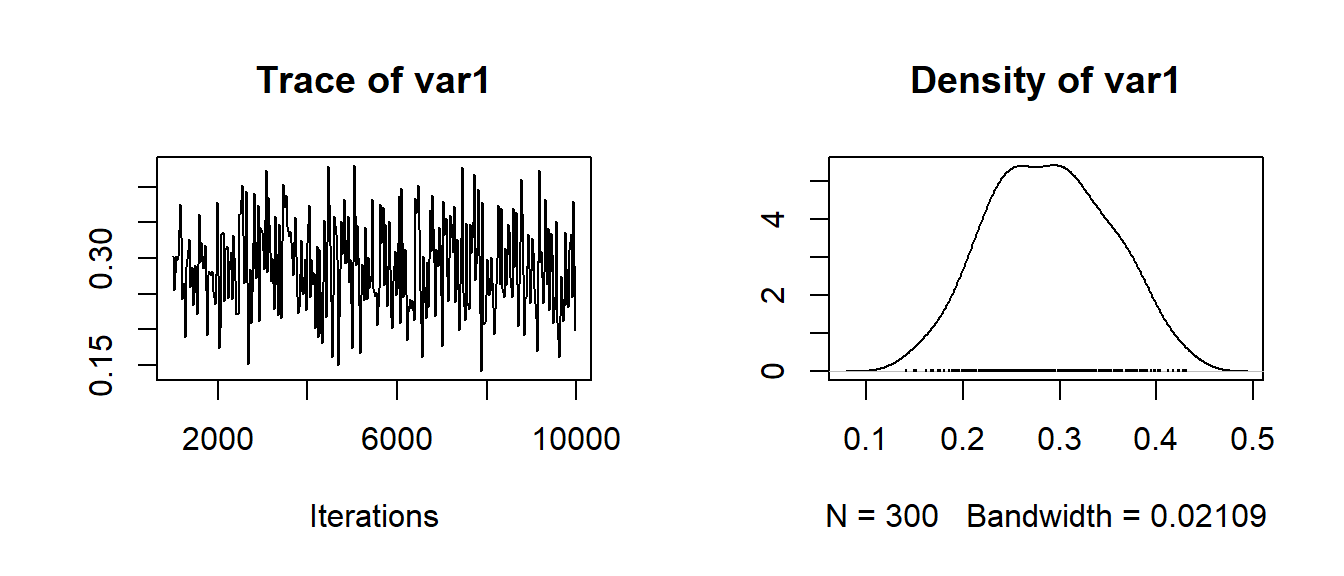 Trace of var1
0.15 0.30
2000 6000 10000
Iterations
Density of var1
0 2 4
0.1 0.2 0.3 0.4 0.5
N = 300 Bandwidth = 0.02109